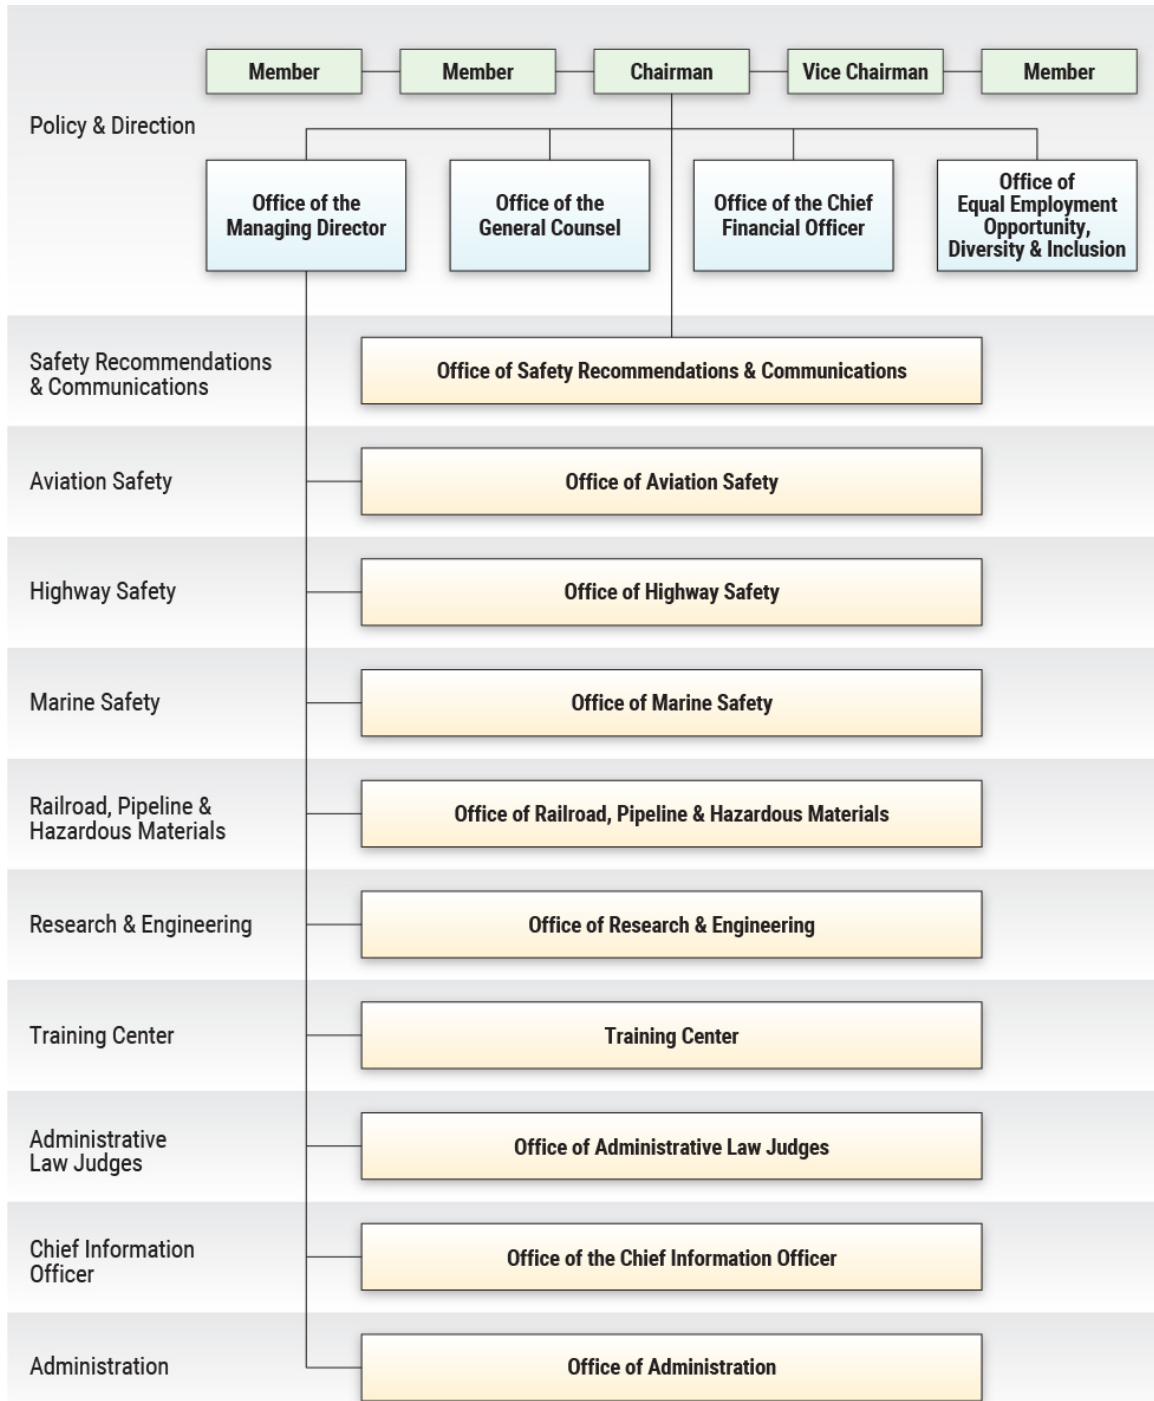 Member
Member
Chairman
Vice Chairman
Member
Policy & Direction
Office of the
Managing Director
Office of the
General Counsel
Office of the Chief
Financial Officer
Office of
Equal Employment
Opportunity,
Diversity & Inclusion
Safety Recommendations
& Communications
Office of Safety Recommendations & Communications
Aviation Safety
Office of Aviation Safety
Highway Safety
Office of Highway Safety
Marine Safety
Office of Marine Safety
Railroad, Pipeline &
Hazardous Materials
Office of Railroad, Pipeline & Hazardous Materials
Research & Engineering
Office of Research & Engineering
Training Center
Training Center
Administrative
Law Judges
Office of Administrative Law Judges
Chief Information
Officer
Office of the Chief Information Officer
Administration
Office of Administration